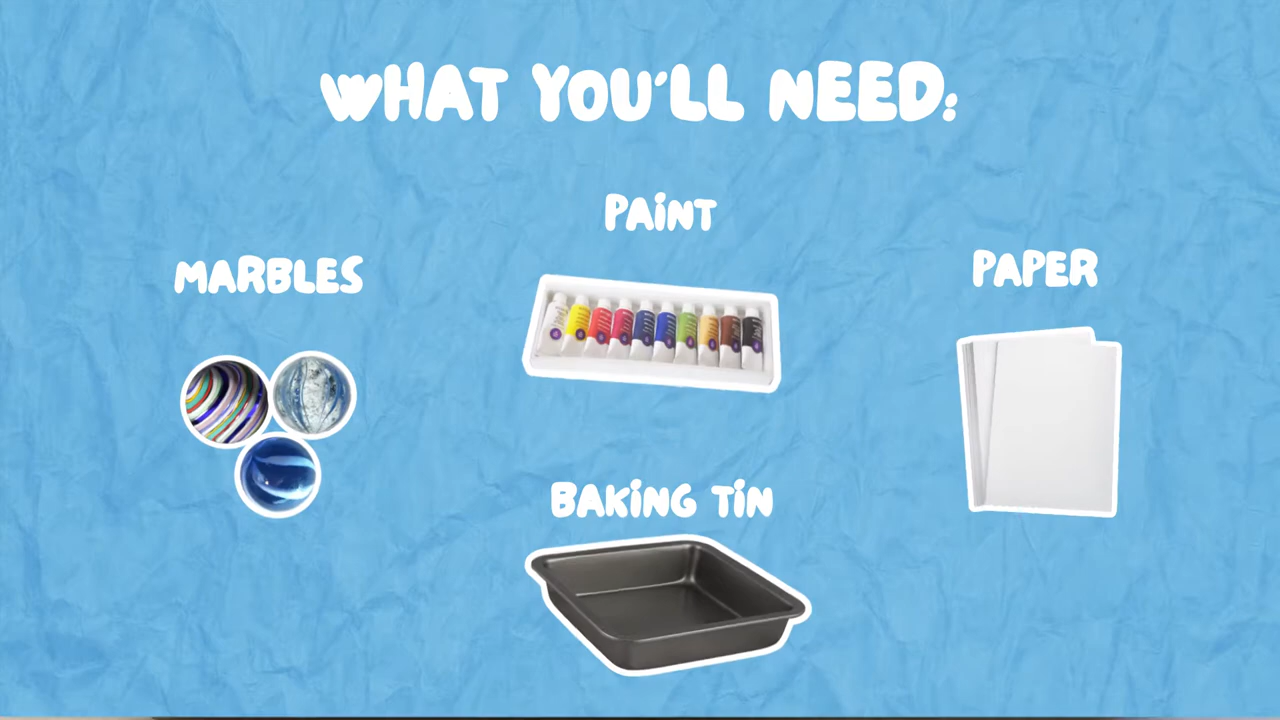 WHAT YOU'LL NEED:
PAINT
MARBLES
PAPER
BAKING TIN